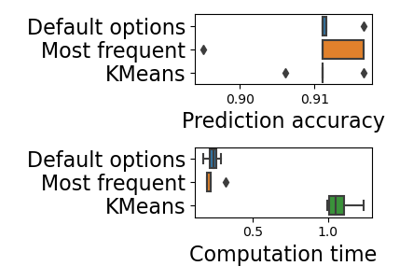 Default options
Most frequent
KMeans
0.90 0.91
Prediction accuracy
Default options
Most frequent
KMeans
0.5 1.0
Computation time